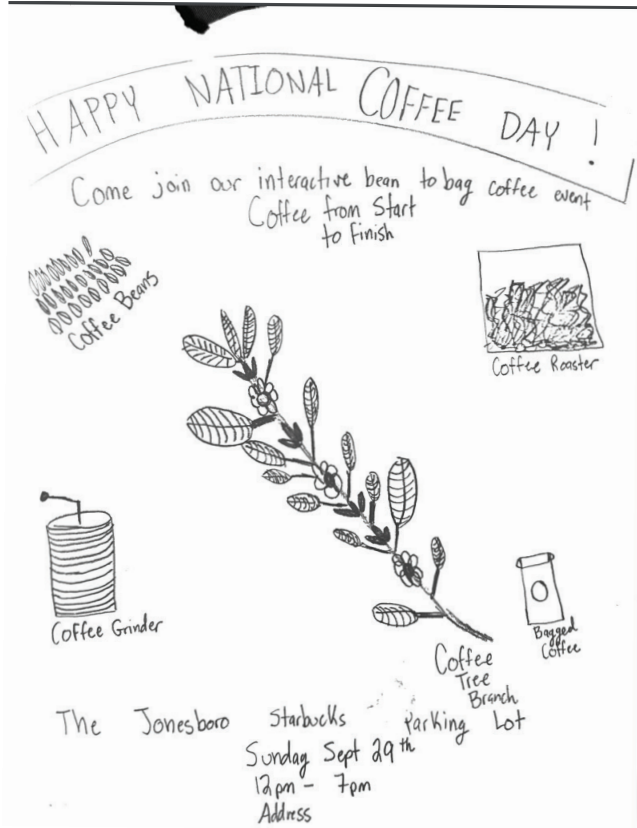 HAPPY NATIONAL COFFEE DAY!
Come join our interactive bean to bag coffee event
Coffee from Start
to Finish
Coffee Beans
Coffee Roaster
Coffee Grinder
Bagged
Coffee
Coffee
Tree
Branch
The Jonesboro Starbucks Parking Lot
Sunday Sept 29th
12pm - 7pm
Address